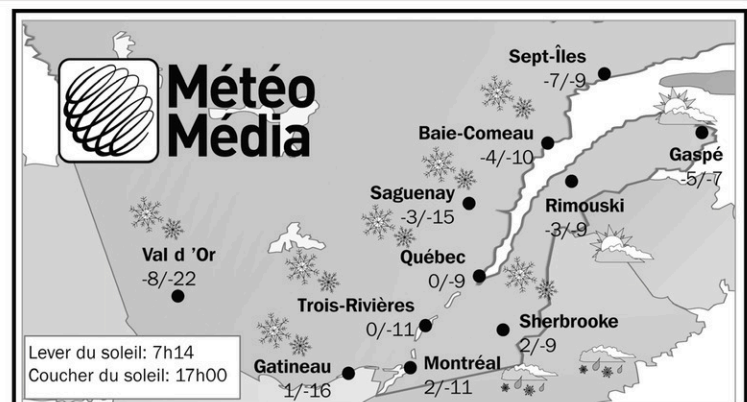 Météo
Média
Sept-Îles
-7/-9
Baie-Comeau
-4/-10
Gaspé
-5/-7
Saguenay
-3/-15
Rimouski
-3/-9
Val d 'Or
-8/-22
Québec
0/-9
Trois-Rivières
0/-11
Sherbrooke
2/-9
Lever du soleil: 7h14
Coucher du soleil: 17h00
Gatineau
1/-16
Montréal
2/-11